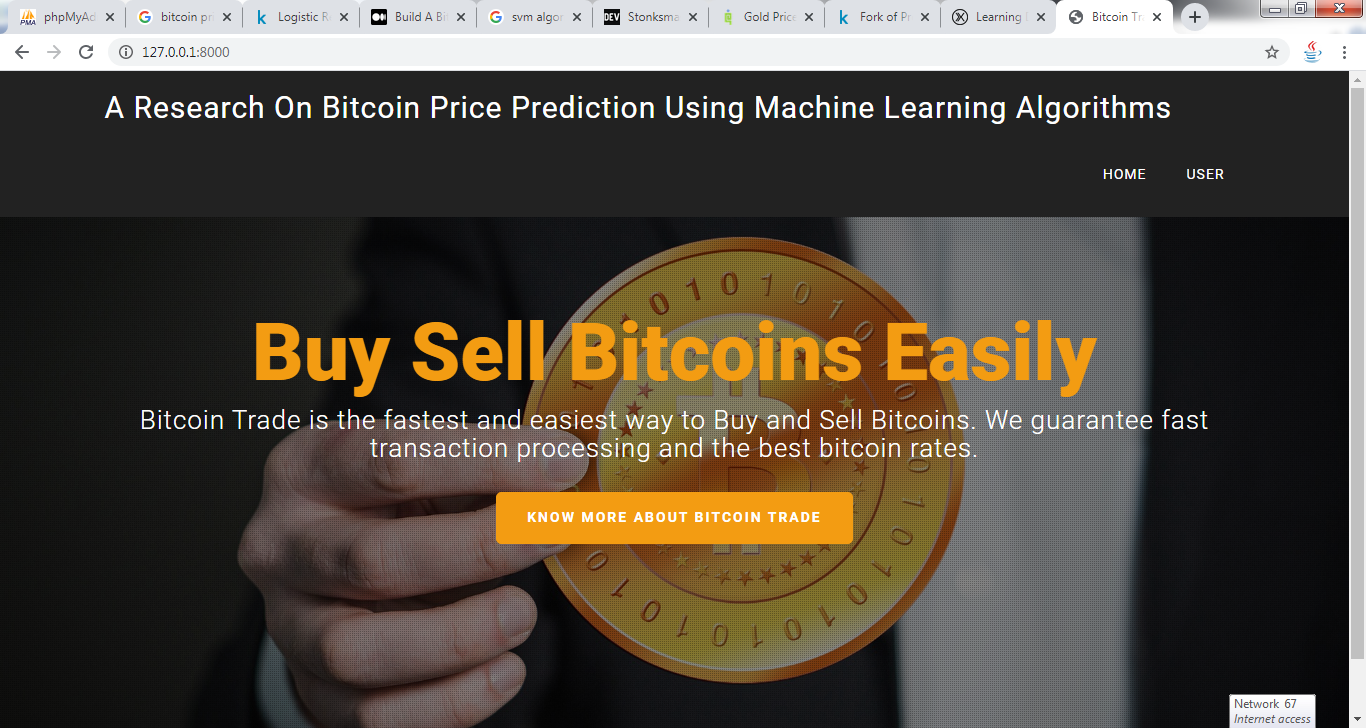 phpMyAd
bitcoin pri
Logistic R
Build A Bi
svm algor
Stonksma
Gold Price
Fork of Pr
Learning
Bitcoin Tr
127.0.0.1:8000
A Research On Bitcoin Price Prediction Using Machine Learning Algorithms
HOME USER
Buy Sell Bitcoins Easily
Bitcoin Trade is the fastest and easiest way to Buy and Sell Bitcoins. We guarantee fast
transaction processing and the best bitcoin rates.
KNOW MORE ABOUT BITCOIN TRADE
Network 67
Internet access